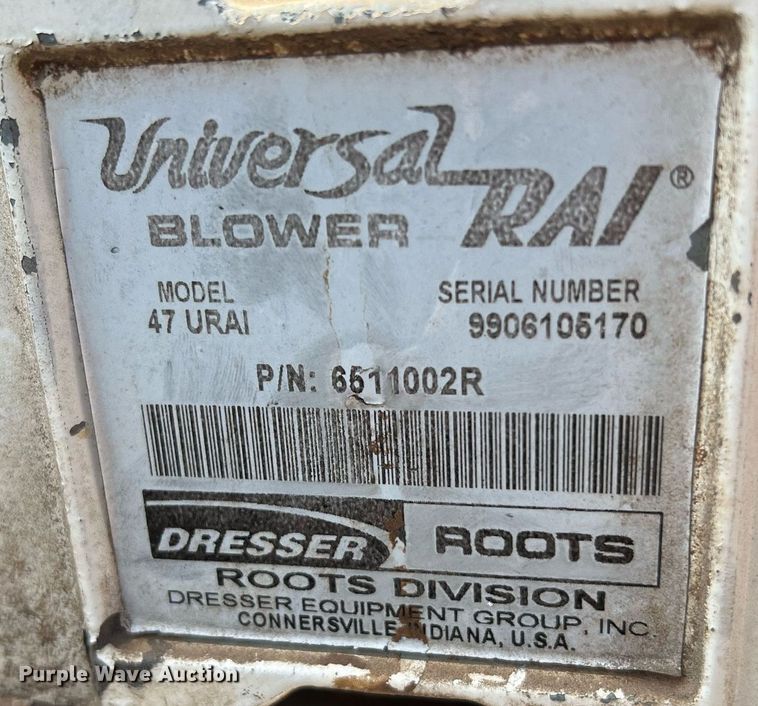 Universal RAI®
BLOWER
MODEL SERIAL NUMBER
47 URAI 9906105170
P/N: 6511002R
DRESSER ROOTS
ROOTS DIVISION
DRESSER EQUIPMENT GROUP, INC.
CONNERSVILLE INDIANA, U.S.A.
Purple Wave Auction